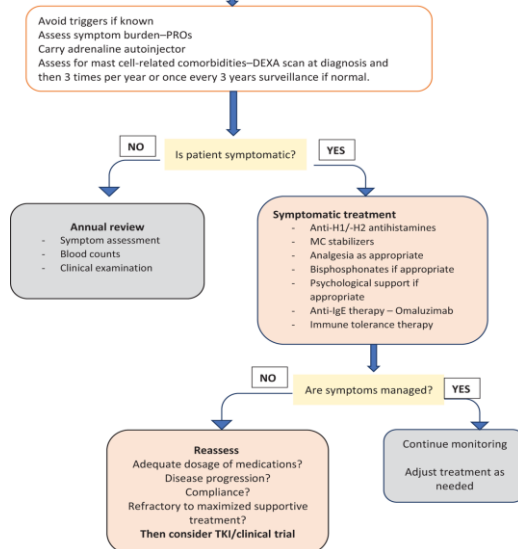 Avoid triggers if known
Assess symptom burden–PROs
Carry adrenaline autoinjector
Assess for mast cell-related comorbidities–DEXA scan at diagnosis and
then 3 times per year or once every 3 years surveillance if normal.
NO
Is patient symptomatic?
YES
Annual review
- Symptom assessment
- Blood counts
- Clinical examination
Symptomatic treatment
- Anti-H1/-H2 antihistamines
- MC stabilizers
- Analgesia as appropriate
- Bisphosphonates if appropriate
- Psychological support if
appropriate
- Anti-IgE therapy – Omaluzimab
- Immune tolerance therapy
NO
Are symptoms managed?
YES
Reassess
Adequate dosage of medications?
Disease progression?
Compliance?
Refractory to maximized supportive
treatment?
Then consider TKI/clinical trial
Continue monitoring
Adjust treatment as
needed